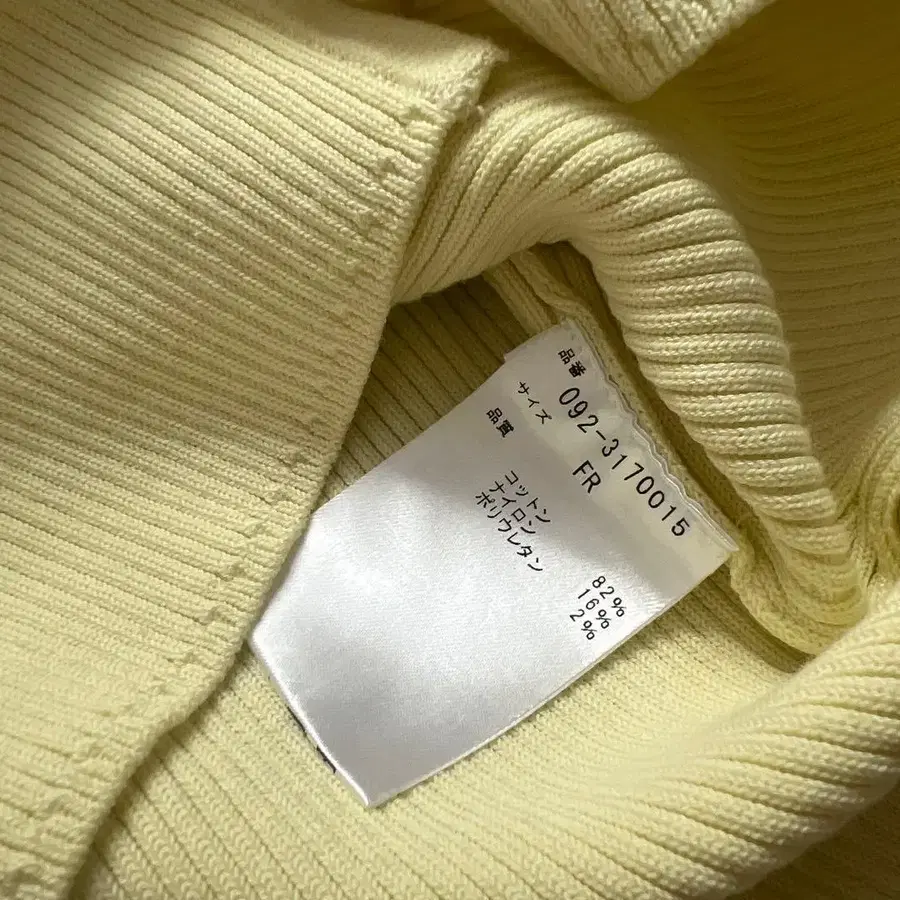 品番 092-3170015
サイズ FR
品質
コットン 82%
ナイロン 16%
ポリウレタン 2%